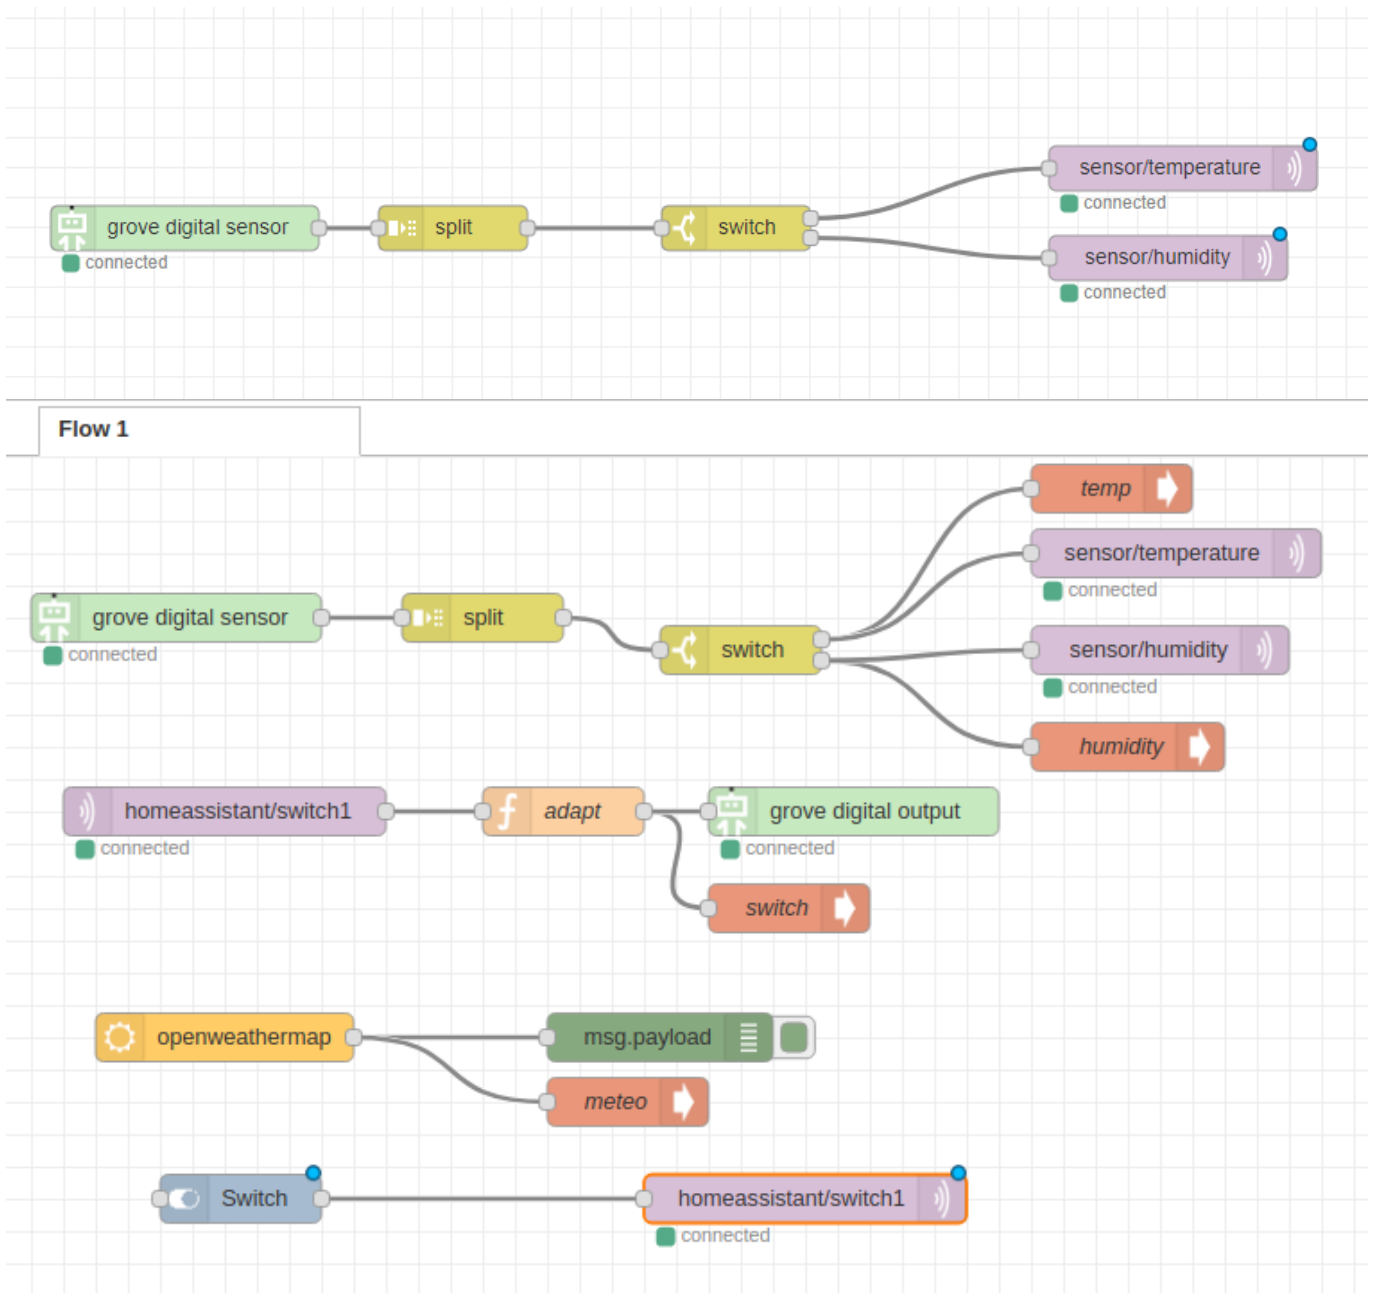 sensor/temperature
connected
grove digital sensor
connected
split
switch
sensor/humidity
connected
Flow 1
temp
sensor/temperature
connected
grove digital sensor
connected
split
switch
sensor/humidity
connected
humidity
homeassistant/switch1
connected
adapt
grove digital output
connected
switch
openweathermap
msg.payload
meteo
Switch
homeassistant/switch1
connected